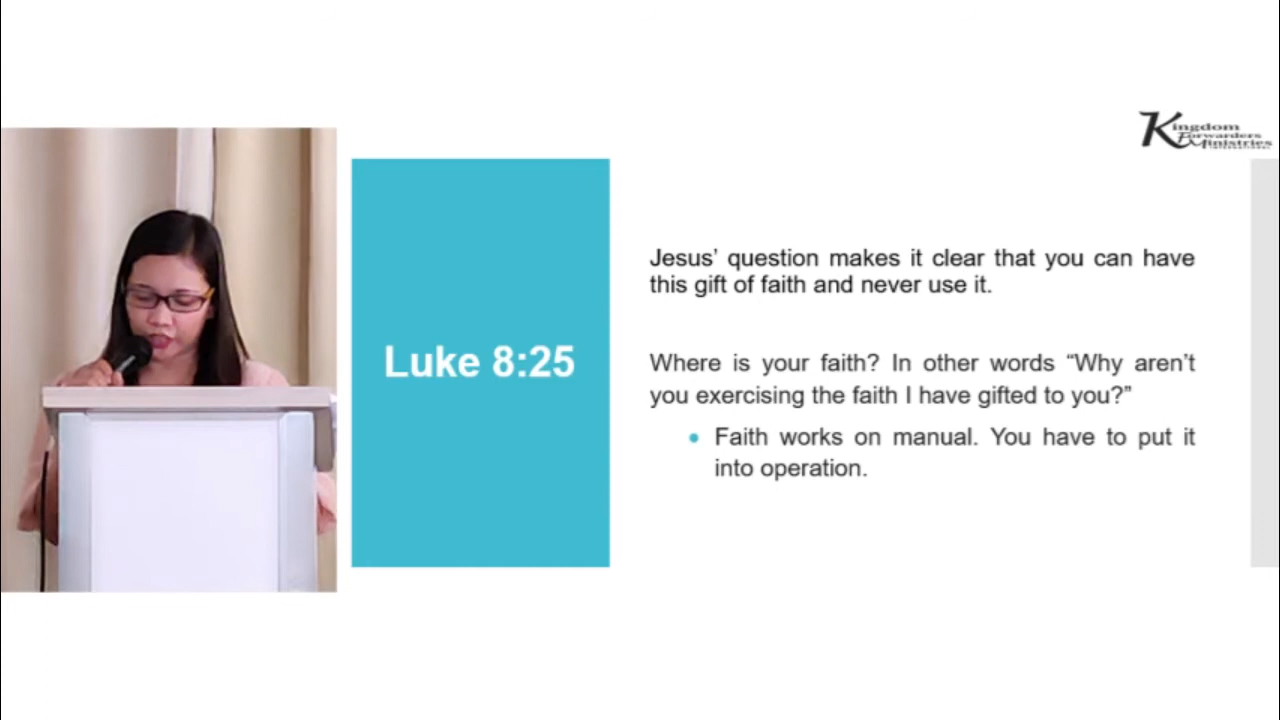 Kingdom
Forwarders
Ministries
INTERNATIONAL
Luke 8:25
Jesus’ question makes it clear that you can have
this gift of faith and never use it.
Where is your faith? In other words “Why aren’t
you exercising the faith I have gifted to you?”
• Faith works on manual. You have to put it
into operation.